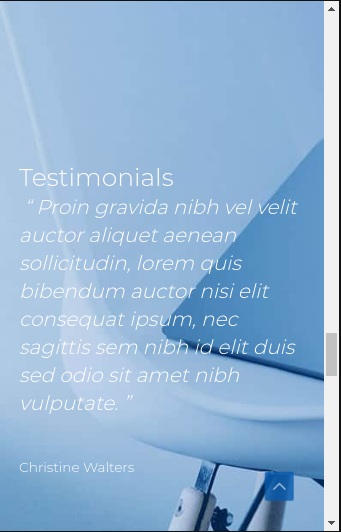 Testimonials
“ Proin gravida nibh vel velit
auctor aliquet aenean
sollicitudin, lorem quis
bibendum auctor nisi elit
consequat ipsum, nec
sagittis sem nibh id elit duis
sed odio sit amet nibh
vulputate. ”
Christine Walters